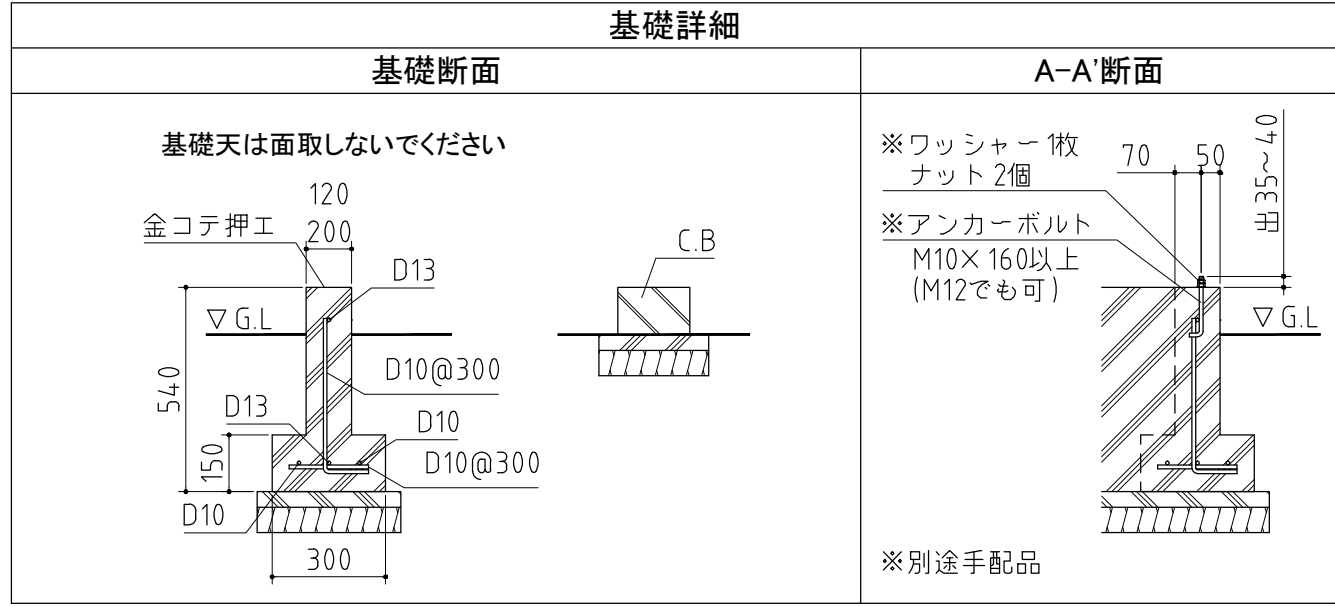 基礎詳細
基礎断面
A-A'断面
基礎天は面取しないでください
120
200
金コテ押エ
D13
▽G.L
540
D10@300
D13
D10
150
D10@300
D10
300
C.B
※ワッシャー1枚
ナット2個
70
50
出35~40
※アンカーボルト
M10×160以上
(M12でも可)
▽G.L
※別途手配品